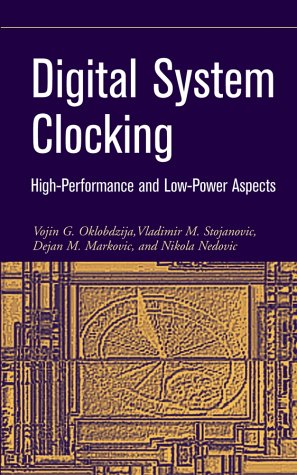 Digital System
Clocking
High-Performance and Low-Power Aspects
Vojin G. Oklobdzija,Vladimir M. Stojanovic,
Dejan M. Markovic, and Nikola Nedovic